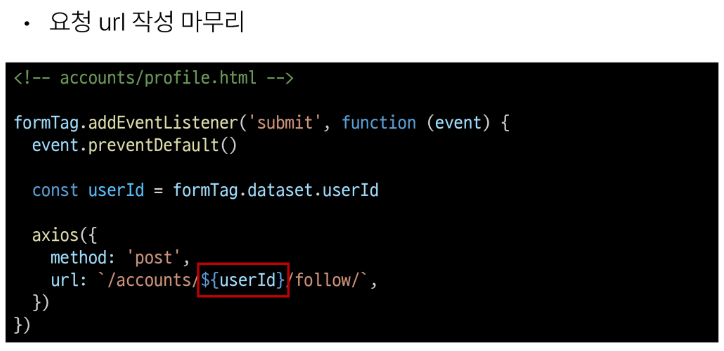 • 요청 url 작성 마무리
<!-- accounts/profile.html -->
formTag.addEventListener('submit', function (event) {
  event.preventDefault()
  const userId = formTag.dataset.userId
  axios({
    method: 'post',
    url: `/accounts/${userId}/follow/`,
  })
})